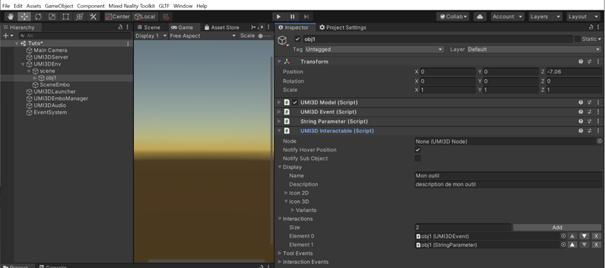 File Edit Assets GameObject Component Mixed Reality Toolkit GLTF Window Help
Center Local Collab Account Layers Layout
Hierarchy Scene Game Asset Store Inspector Project Settings
All Display 1 Free Aspect Scale obj1 Static
Tuto* Tag Untagged Layer Default
Main Camera
UMI3DServer Transform
UMI3DEnv Position X 0 Y 0 Z -7.06
scene Rotation X 0 Y 0 Z 0
obj1 Scale X 1 Y 1 Z 1
SceneEmbo
UMI3DLauncher UMI3D Model (Script)
UMI3DEmboManager UMI3D Event (Script)
UMI3DAudio String Parameter (Script)
EventSystem UMI3D Interactable (Script)
Node None (UMI3D Node)
Notify Hover Position
Notify Sub Object
Display
Name Mon outil
Description description de mon outil
Icon 2D
Icon 3D
Variants
Interactions
Size 2 Add
Element 0 obj1 (UMI3DEvent) X
Element 1 obj1 (StringParameter) X
Tool Events
Interaction Events
Project Console